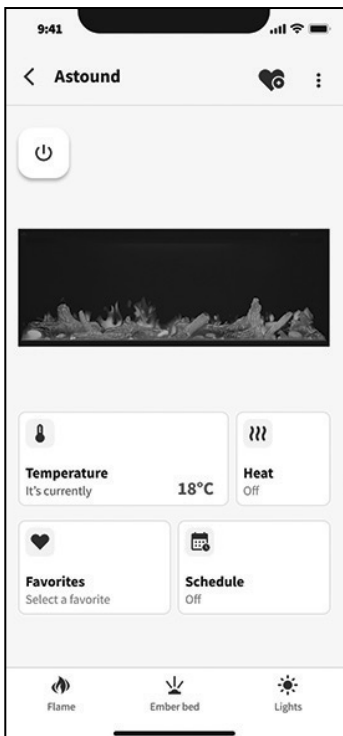 9:41
Astound
Temperature
It's currently
18°C
Heat
Off
Favorites
Select a favorite
Schedule
Off
Flame
Ember bed
Lights